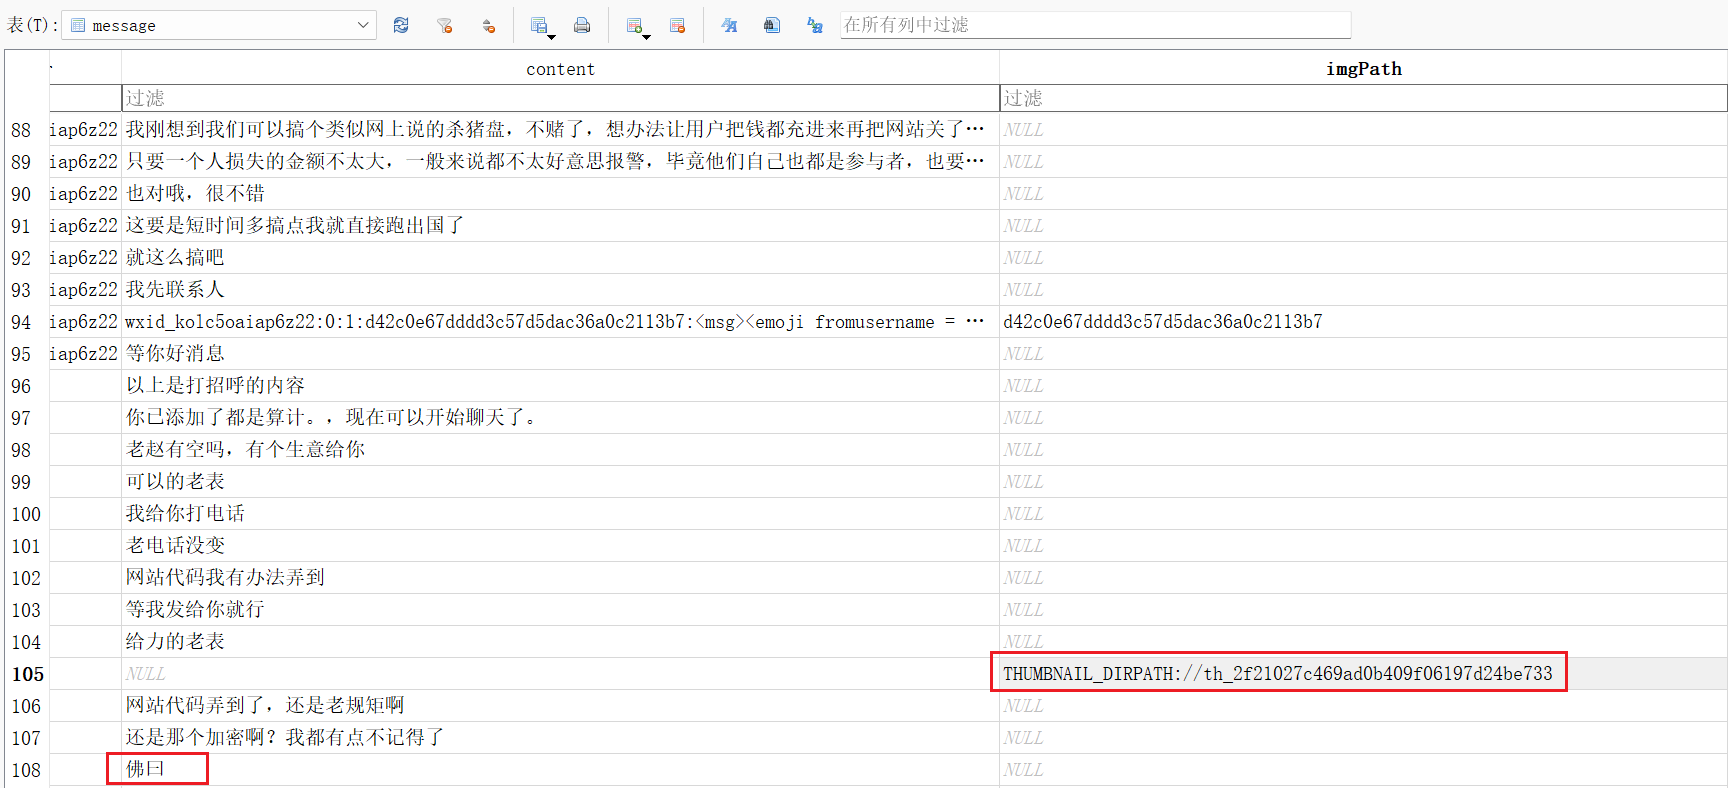 表(T): message 在所有列中过滤
content imgPath
过滤 过滤
88 iap6z22 我刚想到我们可以搞个类似网上说的杀猪盘，不赌了，想办法让用户把钱都充进来再把网站关了… NULL
89 iap6z22 只要一个人损失的金额不太大，一般来说都不太好意思报警，毕竟他们自己也都是参与者，也要… NULL
90 iap6z22 也对哦，很不错 NULL
91 iap6z22 这要是短时间多搞点我就直接跑出国了 NULL
92 iap6z22 就这么搞吧 NULL
93 iap6z22 我先联系人 NULL
94 iap6z22 wxid_kolc5oaiap6z22:0:1:d42c0e67dddd3c57d5dac36a0c2113b7:<msg><emoji fromusername = … d42c0e67dddd3c57d5dac36a0c2113b7
95 iap6z22 等你好消息 NULL
96 以上是打招呼的内容 NULL
97 你已添加了都是算计。，现在可以开始聊天了。 NULL
98 老赵有空吗，有个生意给你 NULL
99 可以的老表 NULL
100 我给你打电话 NULL
101 老电话没变 NULL
102 网站代码我有办法弄到 NULL
103 等我发给你就行 NULL
104 给力的老表 NULL
105 NULL THUMBNAIL_DIRPATH://th_2f21027c469ad0b409f06197d24be733
106 网站代码弄到了，还是老规矩啊 NULL
107 还是那个加密啊？我都有点不记得了 NULL
108 佛曰 NULL